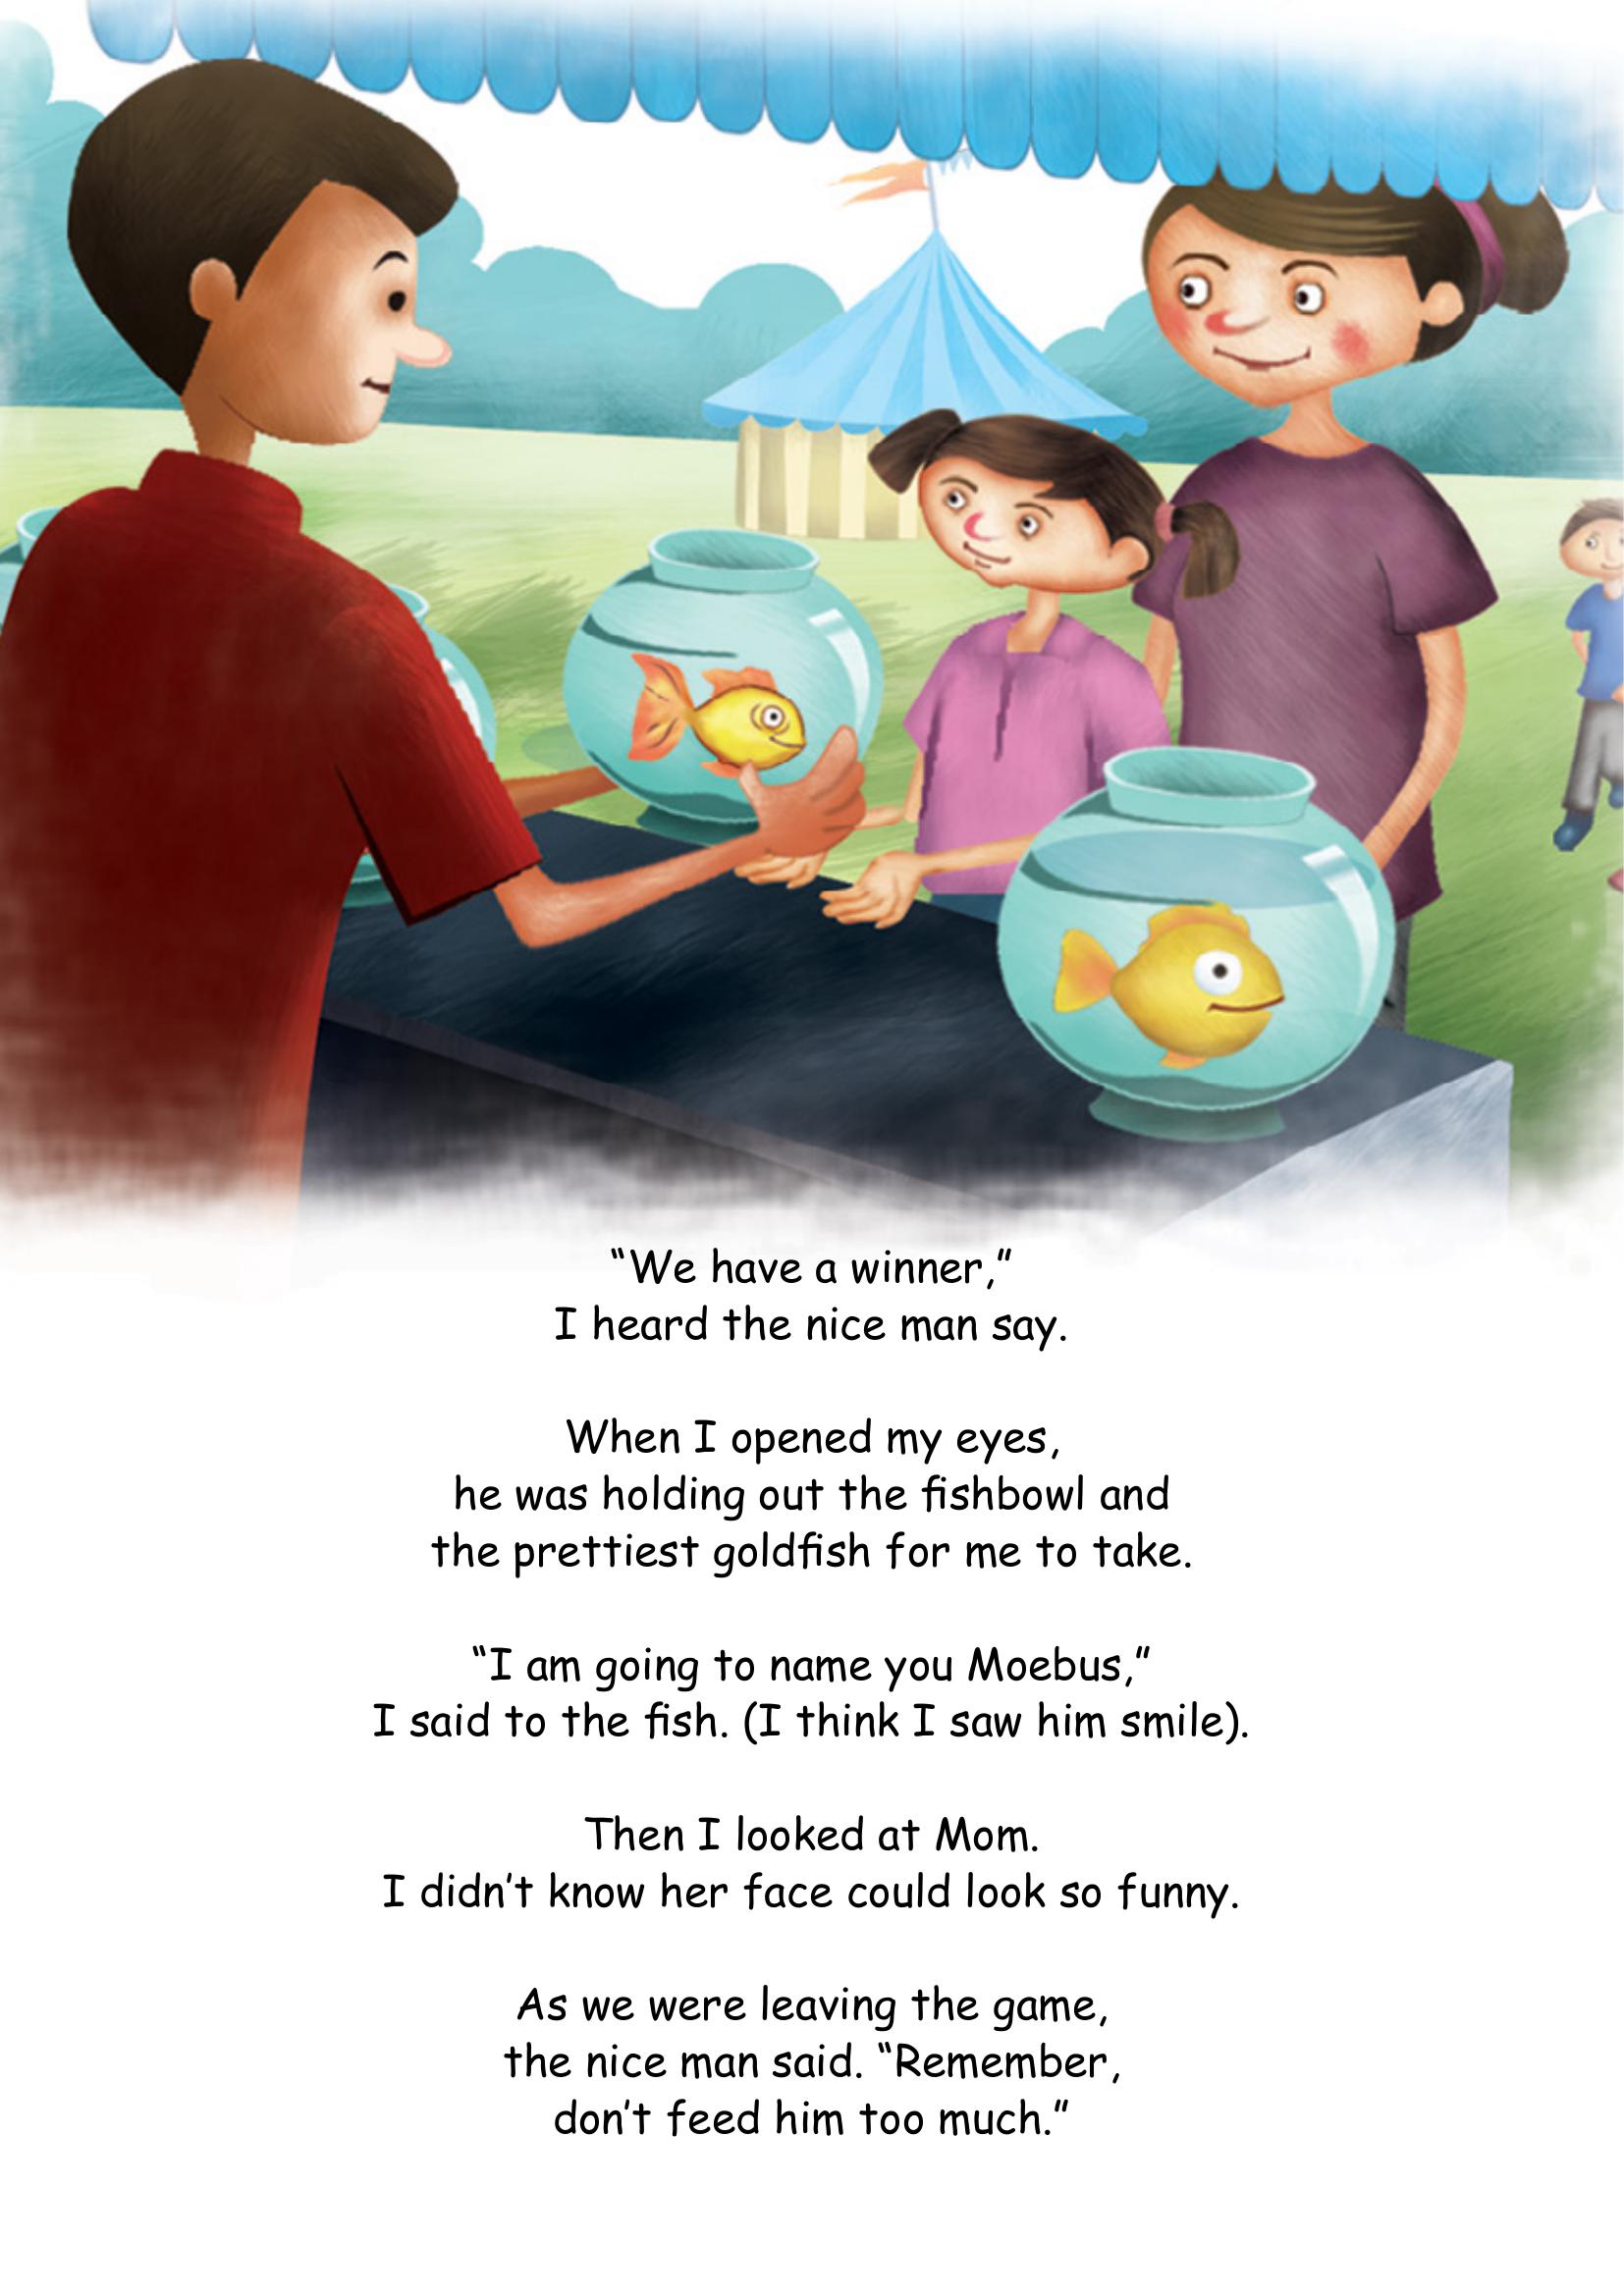 “We have a winner,”
I heard the nice man say.
When I opened my eyes,
he was holding out the fishbowl and
the prettiest goldfish for me to take.
“I am going to name you Moebus,”
I said to the fish. (I think I saw him smile).
Then I looked at Mom.
I didn’t know her face could look so funny.
As we were leaving the game,
the nice man said. “Remember,
don’t feed him too much.”